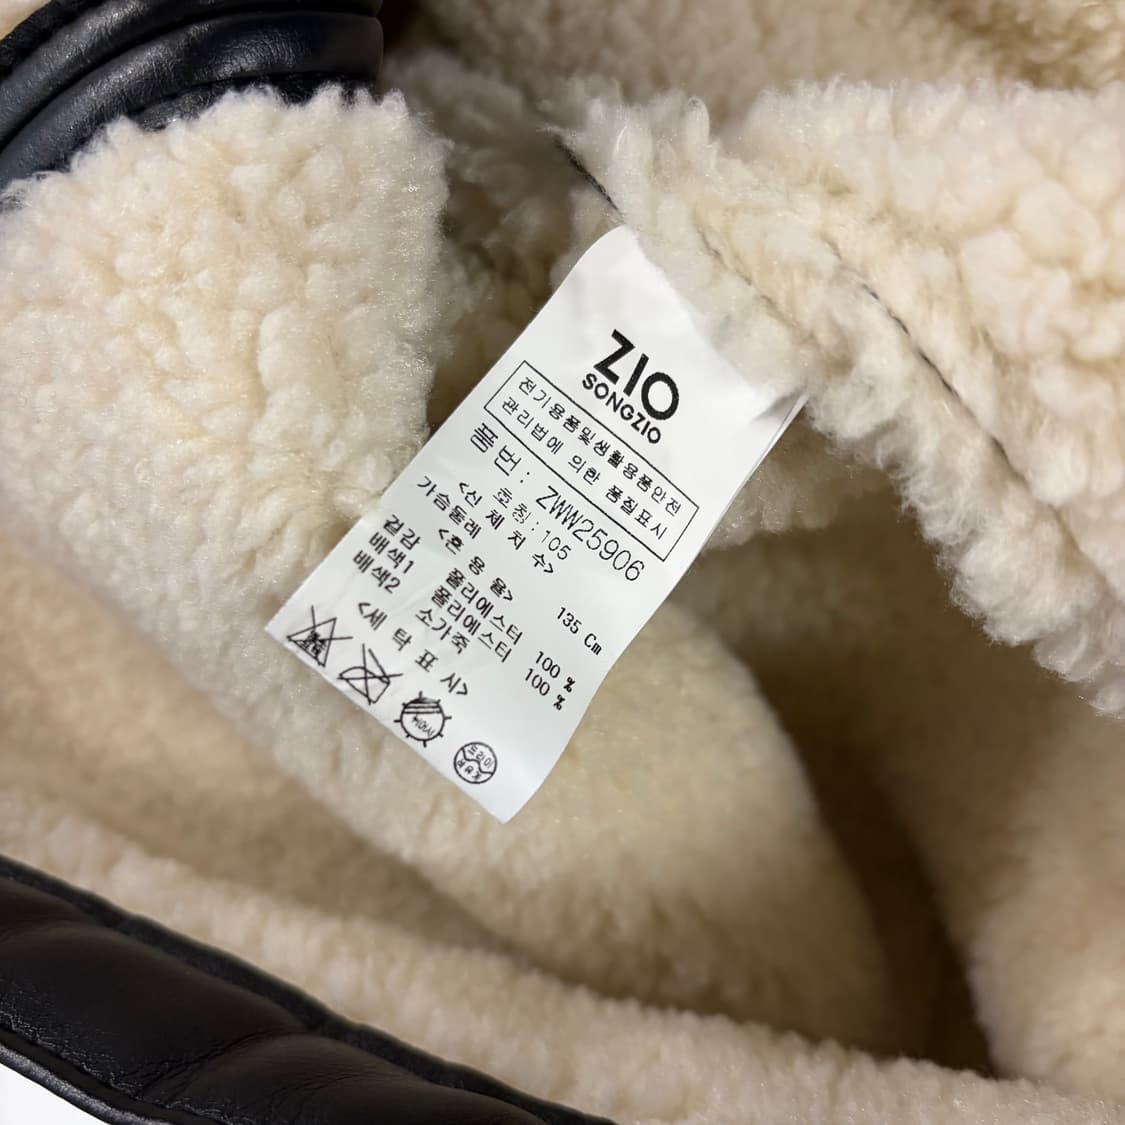 ZIO
SONGZIO
전기용품및생활용품안전
관리법에 의한 품질표시
품번: ZWW25906
호칭:105
<신 체 치 수>
가슴둘레 135 Cm
<혼 용 율>
겉감 폴리에스터 100 %
배색1 폴리에스터 100 %
배색2 소가죽
<세 탁 표 시>
드라이